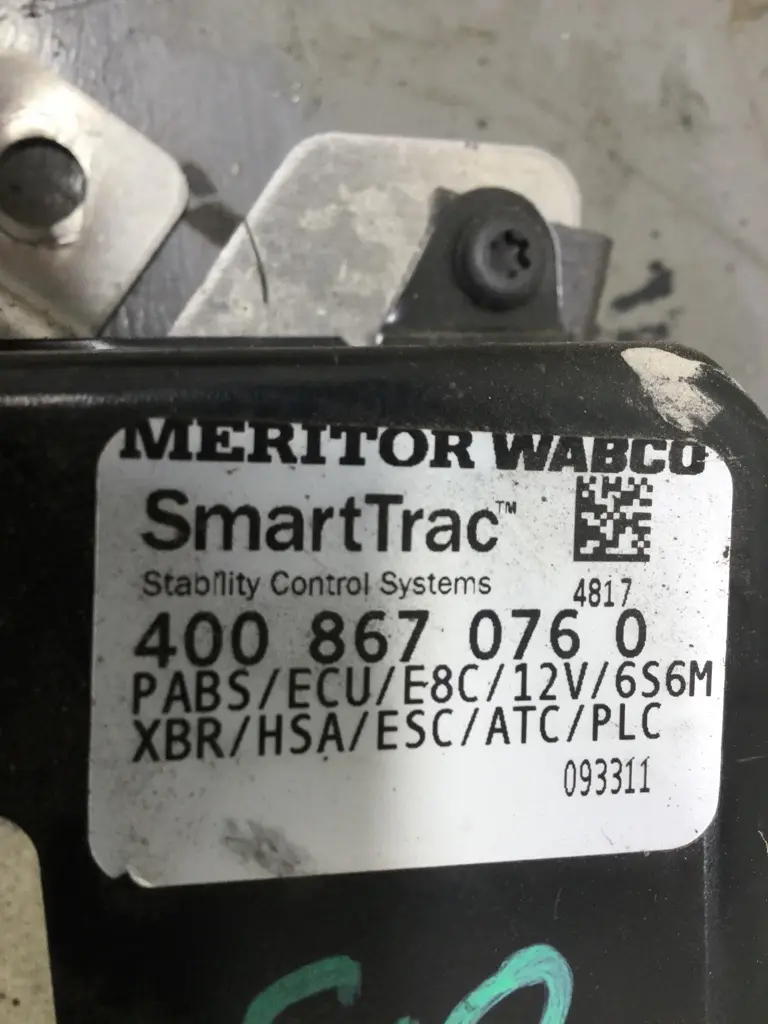 MERITOR WABCO
SmartTrac™
Stability Control Systems
4817
400 867 076 0
PABS/ECU/E8C/12V/6S6M
XBR/HSA/ESC/ATC/PLC
093311